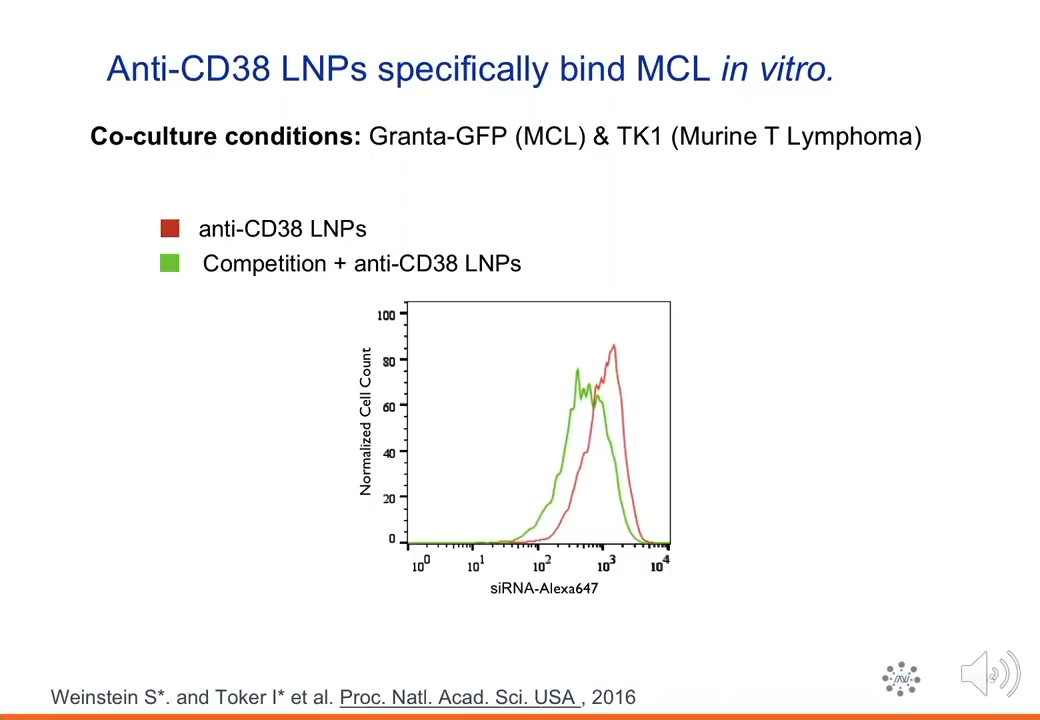 Anti-CD38 LNPs specifically bind MCL in vitro.
Co-culture conditions: Granta-GFP (MCL) & TK1 (Murine T Lymphoma)
anti-CD38 LNPs
Competition + anti-CD38 LNPs
100
80
60
40
20
0
Normalized Cell Count
10⁰ 10¹ 10² 10³ 10⁴
siRNA-Alexa647
Weinstein S*. and Toker I* et al. Proc. Natl. Acad. Sci. USA , 2016